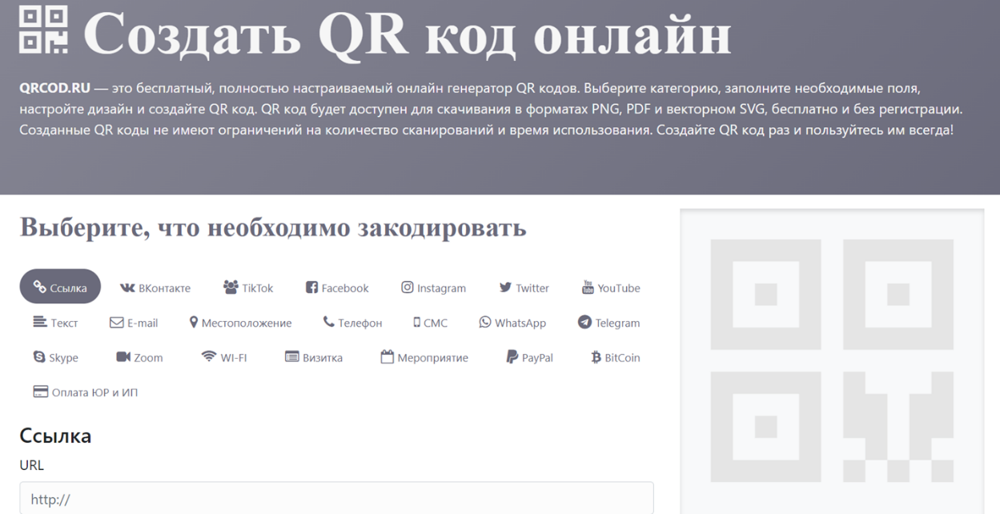 Создать QR код онлайн
QRCOD.RU — это бесплатный, полностью настраиваемый онлайн генератор QR кодов. Выберите категорию, заполните необходимые поля,
настройте дизайн и создайте QR код. QR код будет доступен для скачивания в форматах PNG, PDF и векторном SVG, бесплатно и без регистрации.
Созданные QR коды не имеют ограничений на количество сканирований и время использования. Создайте QR код раз и пользуйтесь им всегда!
Выберите, что необходимо закодировать
Ссылка ВКонтакте TikTok Facebook Instagram Twitter YouTube
Текст E-mail Местоположение Телефон СМС WhatsApp Telegram
Skype Zoom WI-FI Визитка Мероприятие PayPal BitCoin
Оплата ЮР и ИП
Ссылка
URL
http://